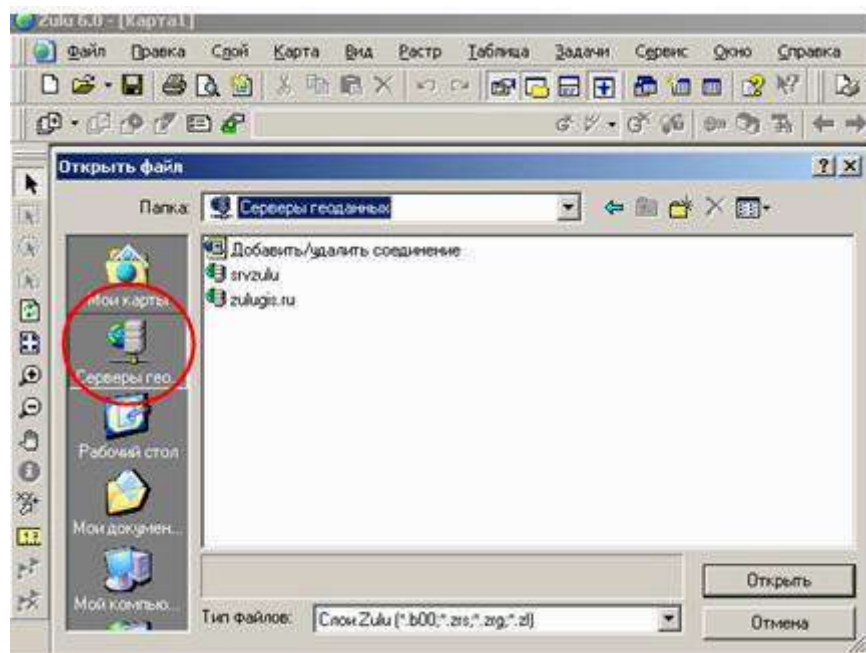 Zulu 6.0 - [Карта1]
Файл Правка Слой Карта Вид Растр Таблица Задачи Сервис Окно Справка
Открыть файл
Папка: Серверы геоданных
Добавить/удалить соединение
srvzulu
zulugis.ru
Мои карты
Серверы гео...
Рабочий стол
Мои докумен...
Мой компью...
Открыть
Тип файлов: Слои Zulu (*.b00;*.zrs;*.zrg;*.zl)
Отмена